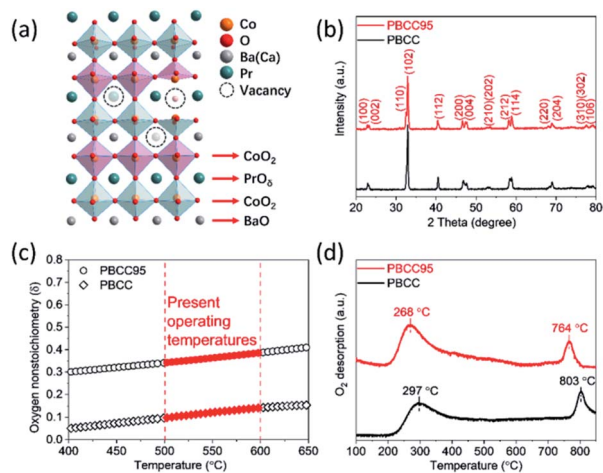 (a)
Co
O
Ba(Ca)
Pr
Vacancy
CoO₂
PrOδ
CoO₂
BaO
(b)
PBCC95
PBCC
(100)
(002)
(110)
(102)
(112)
(200)
(004)
(210)(202)
(212)
(114)
(220)
(204)
(310)(302)
(106)
Intensity (a.u.)
20 30 40 50 60 70 80
2 Theta (degree)
(c)
PBCC95
PBCC
Present
operating
temperatures
Oxygen nonstoichiometry (δ)
0.8
0.7
0.6
0.5
0.4
0.3
0.2
0.1
0.0
400 450 500 550 600 650
Temperature (°C)
(d)
PBCC95
PBCC
268 °C
764 °C
297 °C
803 °C
O₂ desorption (a.u.)
200 400 600 800
Temperature (°C)